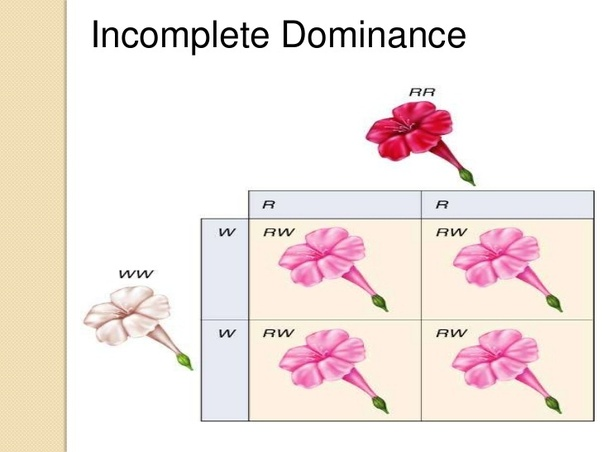 Incomplete Dominance
RR
R R
W RW RW
WW
W RW RW